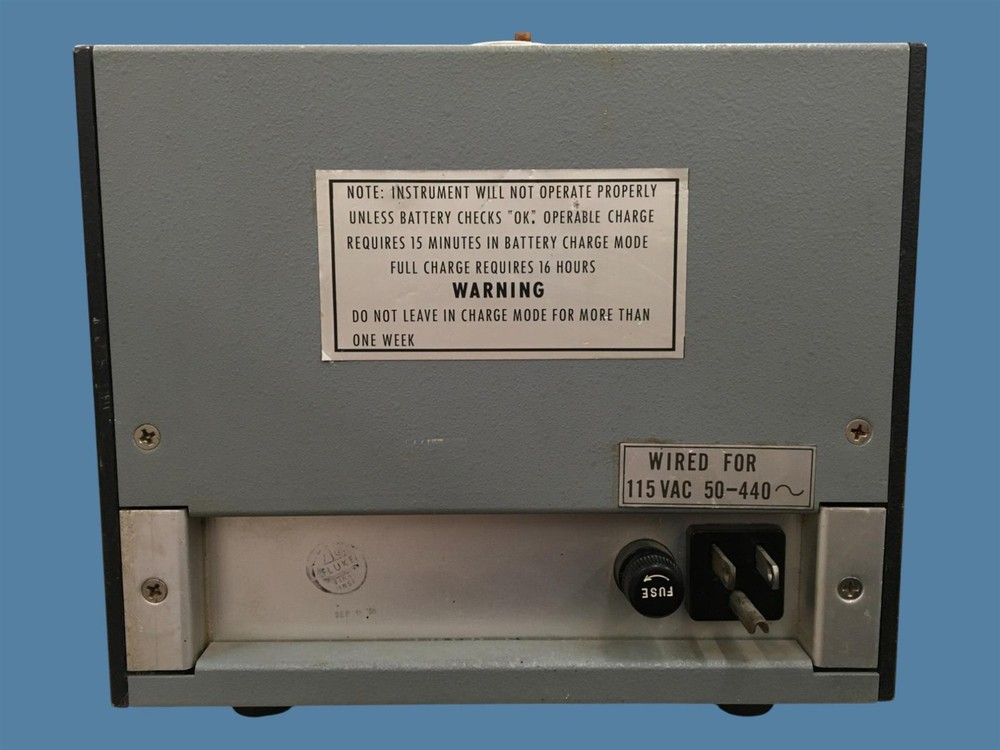 NOTE: INSTRUMENT WILL NOT OPERATE PROPERLY
UNLESS BATTERY CHECKS "OK". OPERABLE CHARGE
REQUIRES 15 MINUTES IN BATTERY CHARGE MODE
FULL CHARGE REQUIRES 16 HOURS
WARNING
DO NOT LEAVE IN CHARGE MODE FOR MORE THAN
ONE WEEK
WIRED FOR
115 VAC 50-440~
FLUKE
SEP
FUSE